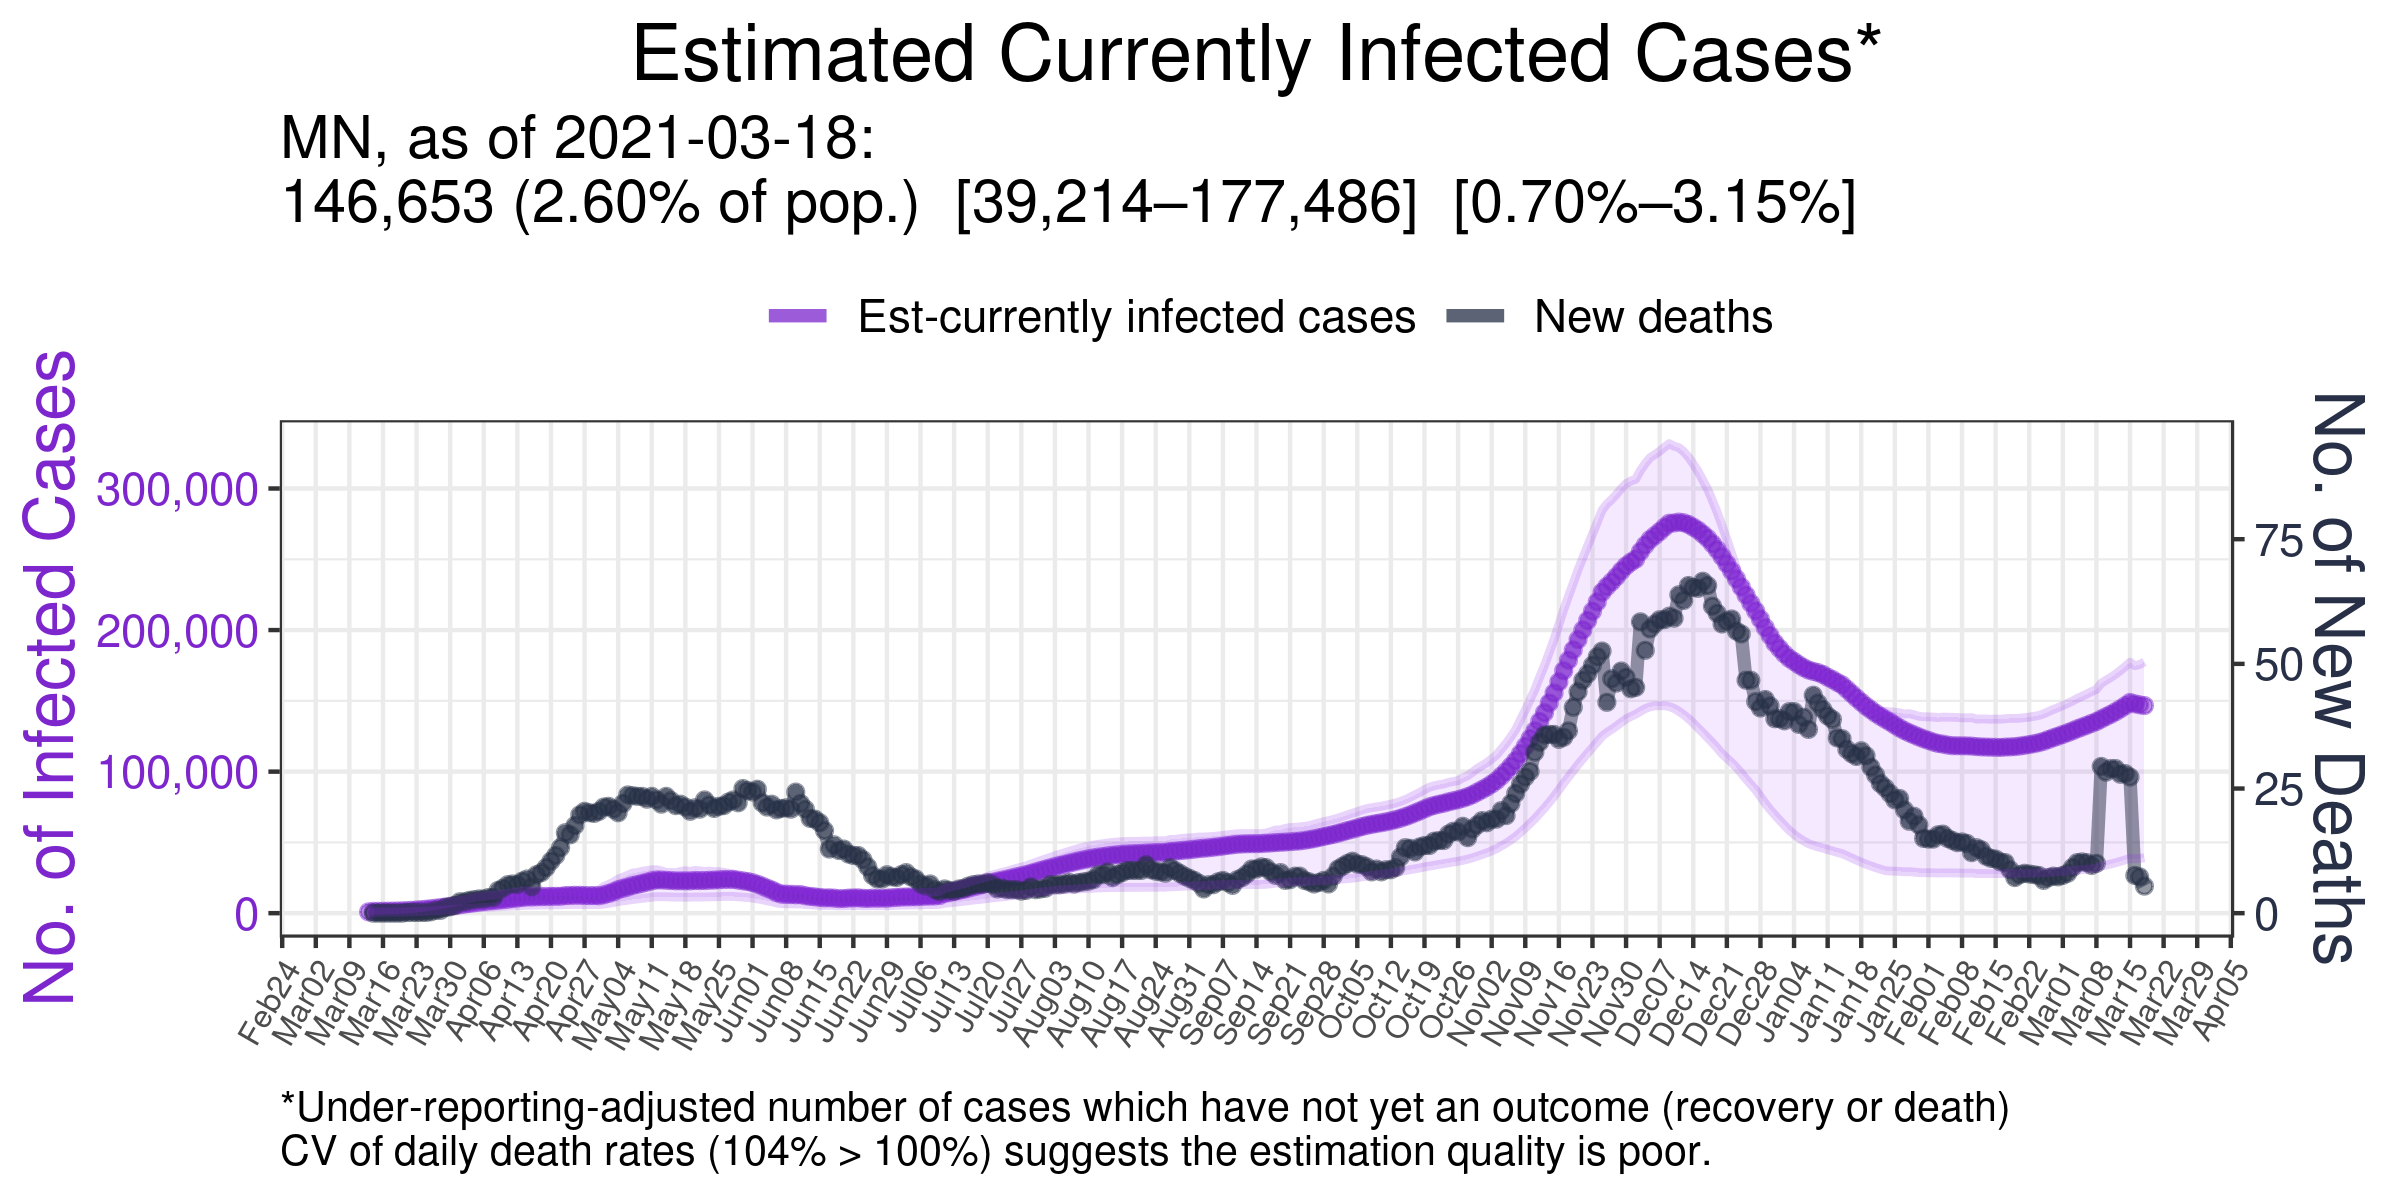 Estimated Currently Infected Cases*
MN, as of 2021-03-18:
146,653 (2.60% of pop.) [39,214–177,486] [0.70%–3.15%]
Est-currently infected cases
New deaths
No. of Infected Cases
300,000
200,000
100,000
0
No. of New Deaths
75
50
25
0
Feb24
Mar02
Mar09
Mar16
Mar23
Mar30
Apr06
Apr13
Apr20
Apr27
May04
May11
May18
May25
Jun01
Jun08
Jun15
Jun22
Jun29
Jul06
Jul13
Jul20
Jul27
Aug03
Aug10
Aug17
Aug24
Aug31
Sep07
Sep14
Sep21
Sep28
Oct05
Oct12
Oct19
Oct26
Nov02
Nov09
Nov16
Nov23
Nov30
Dec07
Dec14
Dec21
Dec28
Jan04
Jan11
Jan18
Jan25
Feb01
Feb08
Feb15
Feb22
Mar01
Mar08
Mar15
Mar22
Mar29
Apr05
*Under-reporting-adjusted number of cases which have not yet an outcome (recovery or death)
CV of daily death rates (104% > 100%) suggests the estimation quality is poor.